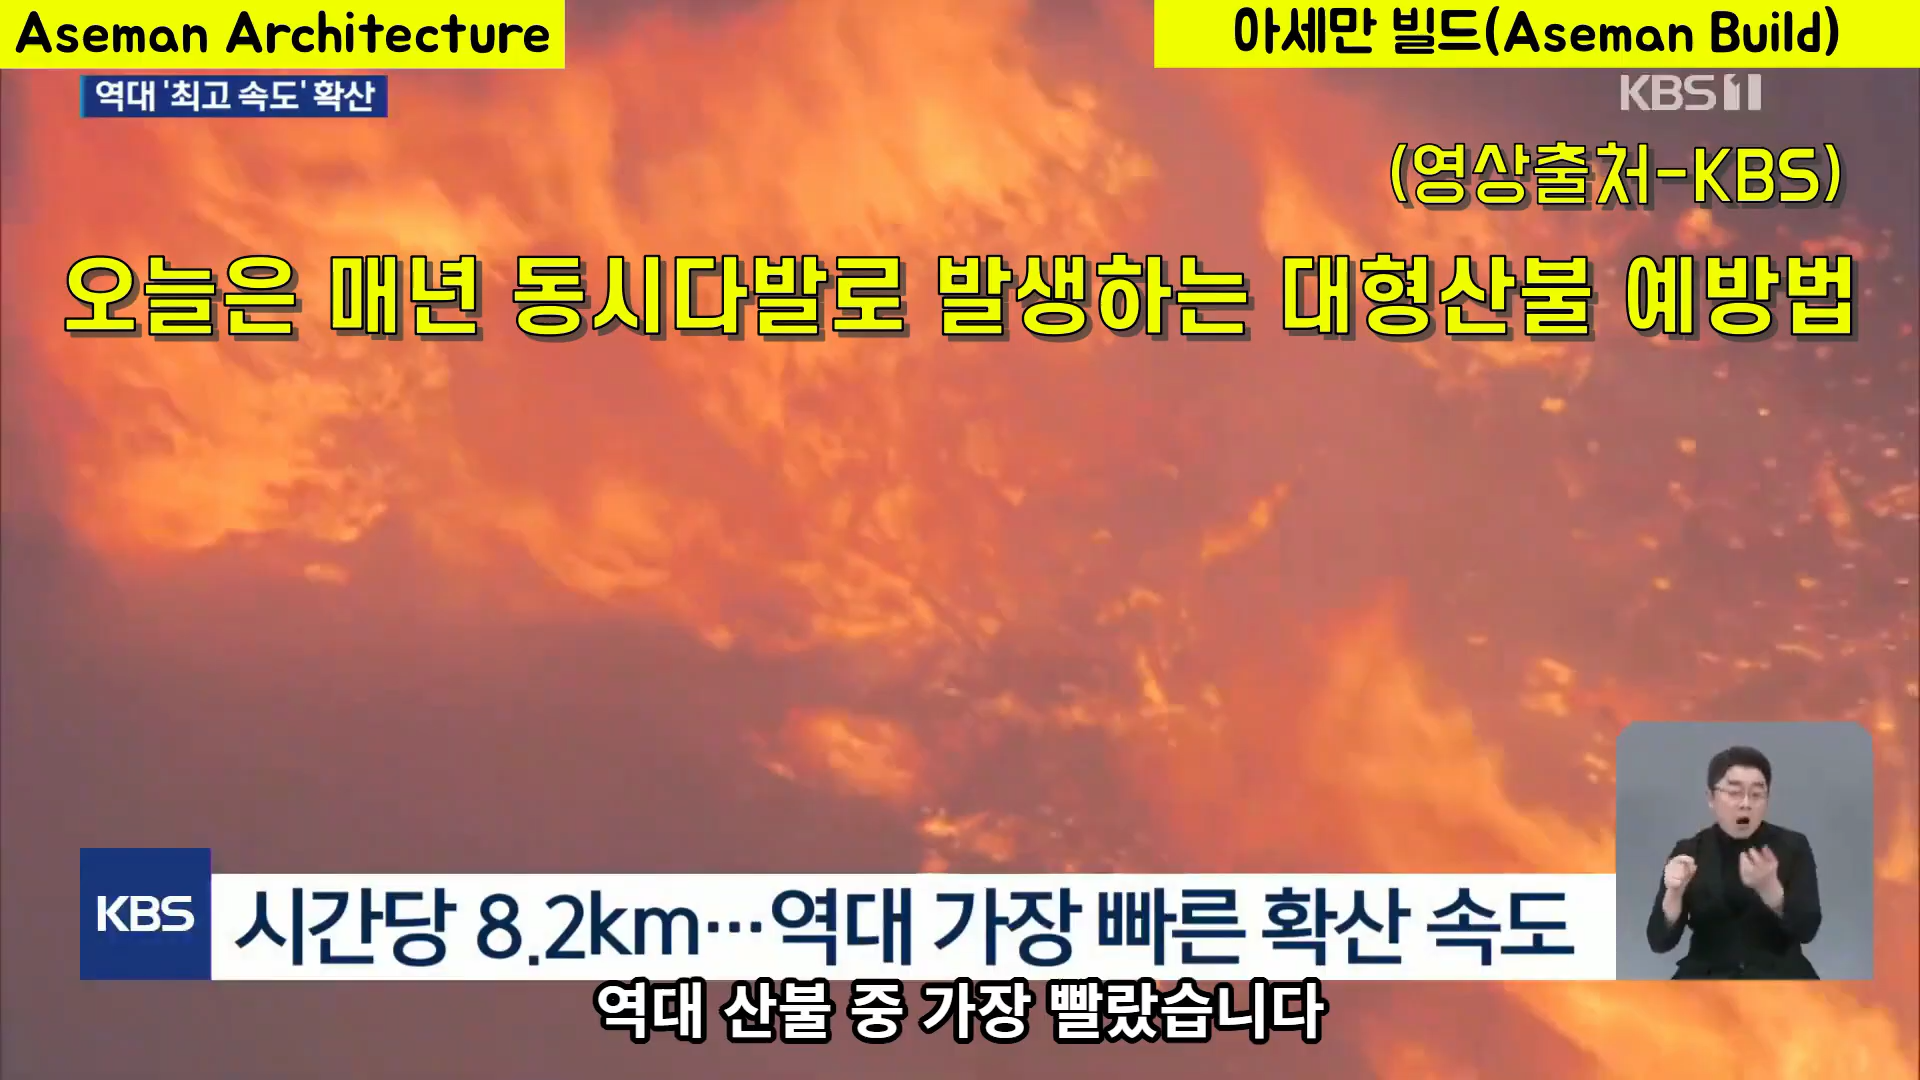 Aseman Architecture
아세만 빌드(Aseman Build)
역대 '최고 속도' 확산
KBS 1
(영상출처-KBS)
오늘은 매년 동시다발로 발생하는 대형산불 예방법
KBS
시간당 8.2km…역대 가장 빠른 확산 속도
역대 산불 중 가장 빨랐습니다